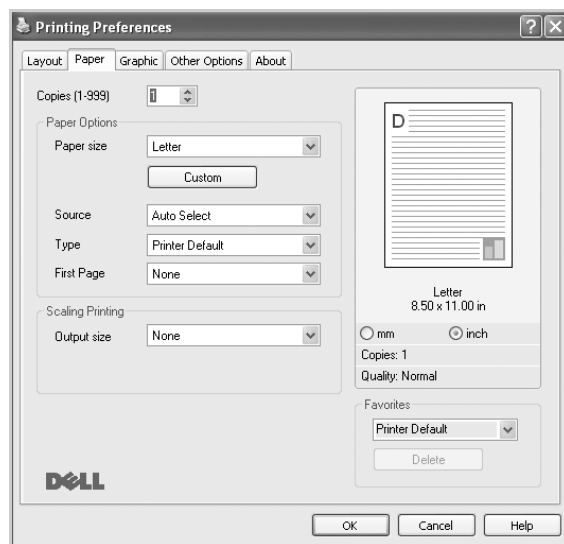 Printing Preferences
Layout Paper Graphic Other Options About
Copies (1-999) 1
Paper Options
Paper size Letter
Custom
Source Auto Select
Type Printer Default
First Page None
Scaling Printing
Output size None
D
Letter
8.50 x 11.00 in
mm inch
Copies: 1
Quality: Normal
Favorites
Printer Default
Delete
DELL
OK Cancel Help